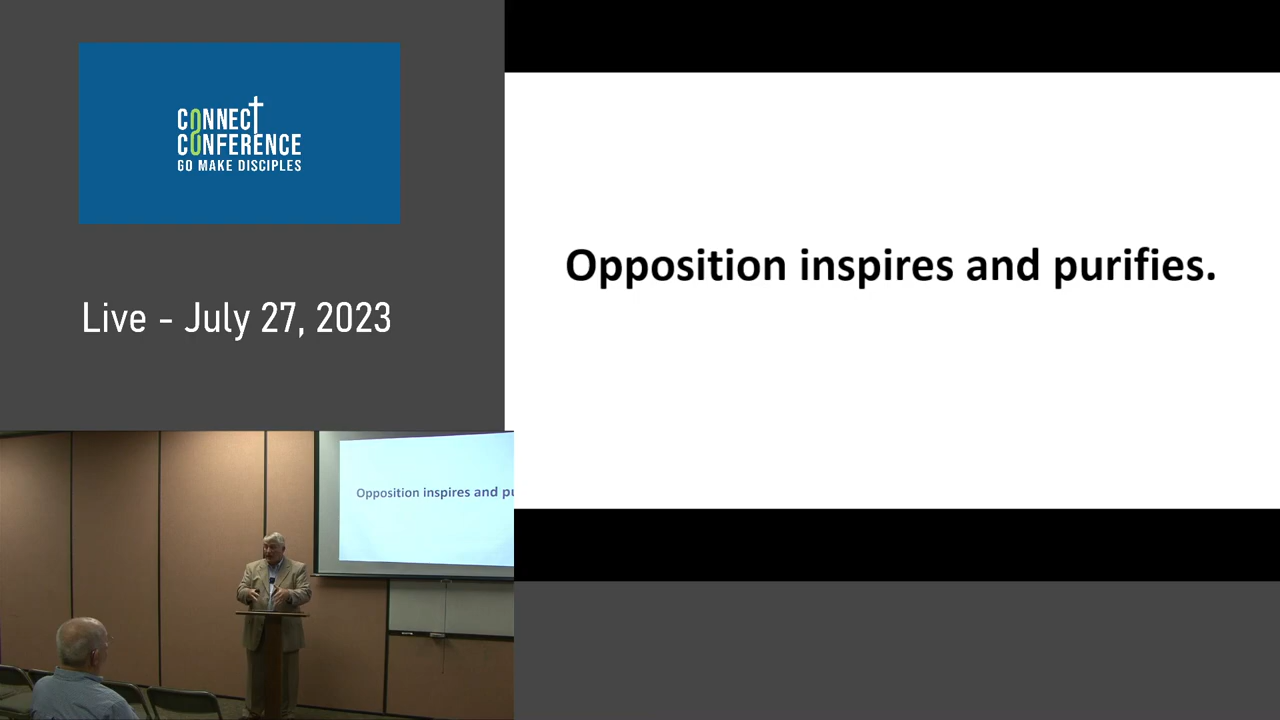 CONNECT
CONFERENCE
GO MAKE DISCIPLES
Live - July 27, 2023
Opposition inspires and purifies.
Opposition inspires and pu